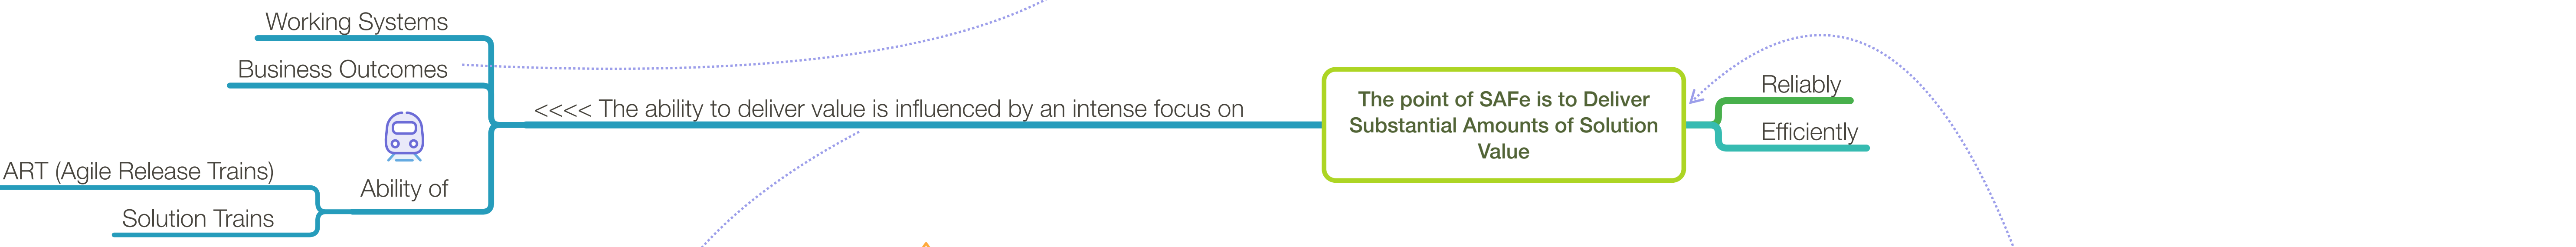 Working Systems
Business Outcomes
<<<< The ability to deliver value is influenced by an intense focus on
ART (Agile Release Trains)
Ability of
Solution Trains
The point of SAFe is to Deliver
Substantial Amounts of Solution
Value
Reliably
Efficiently